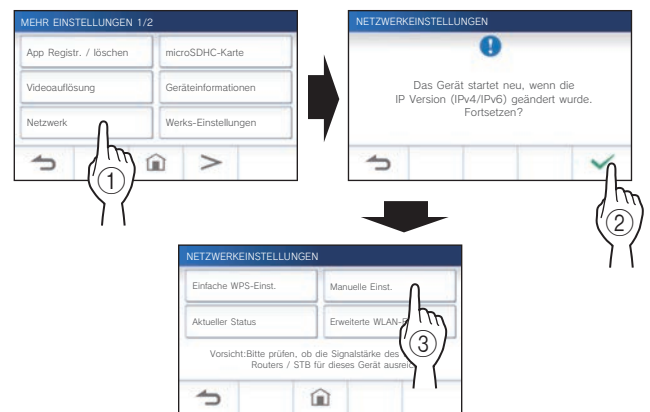 MEHR EINSTELLUNGEN 1/2
App Registr. / löschen
microSDHC-Karte
Videoauflösung
Geräteinformationen
Netzwerk
Werks-Einstellungen
1
NETZWERKEINSTELLUNGEN
Das Gerät startet neu, wenn die
IP Version (IPv4/IPv6) geändert wurde.
Fortsetzen?
2
NETZWERKEINSTELLUNGEN
Einfache WPS-Einst.
Manuelle Einst.
Aktueller Status
Erweiterte WLAN-
3
Vorsicht:Bitte prüfen, ob die Signalstärke des
Routers / STB für dieses Gerät